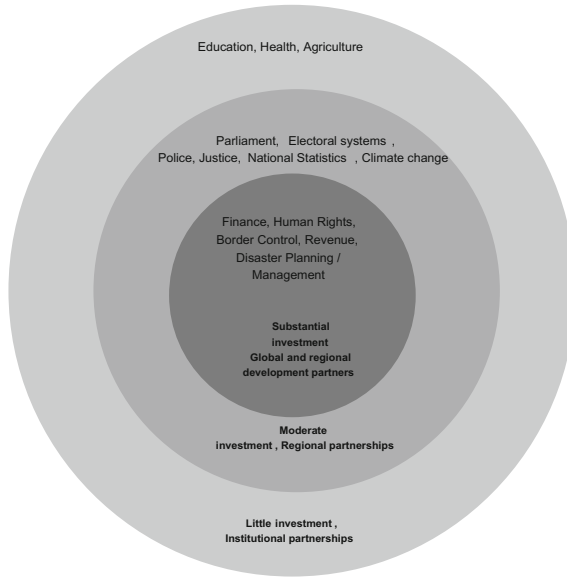 Education, Health, Agriculture
Parliament, Electoral systems ,
Police, Justice, National Statistics , Climate change
Finance, Human Rights,
Border Control, Revenue,
Disaster Planning /
Management
Substantial
investment
Global and regional
development partners
Moderate
investment , Regional partnerships
Little investment ,
Institutional partnerships